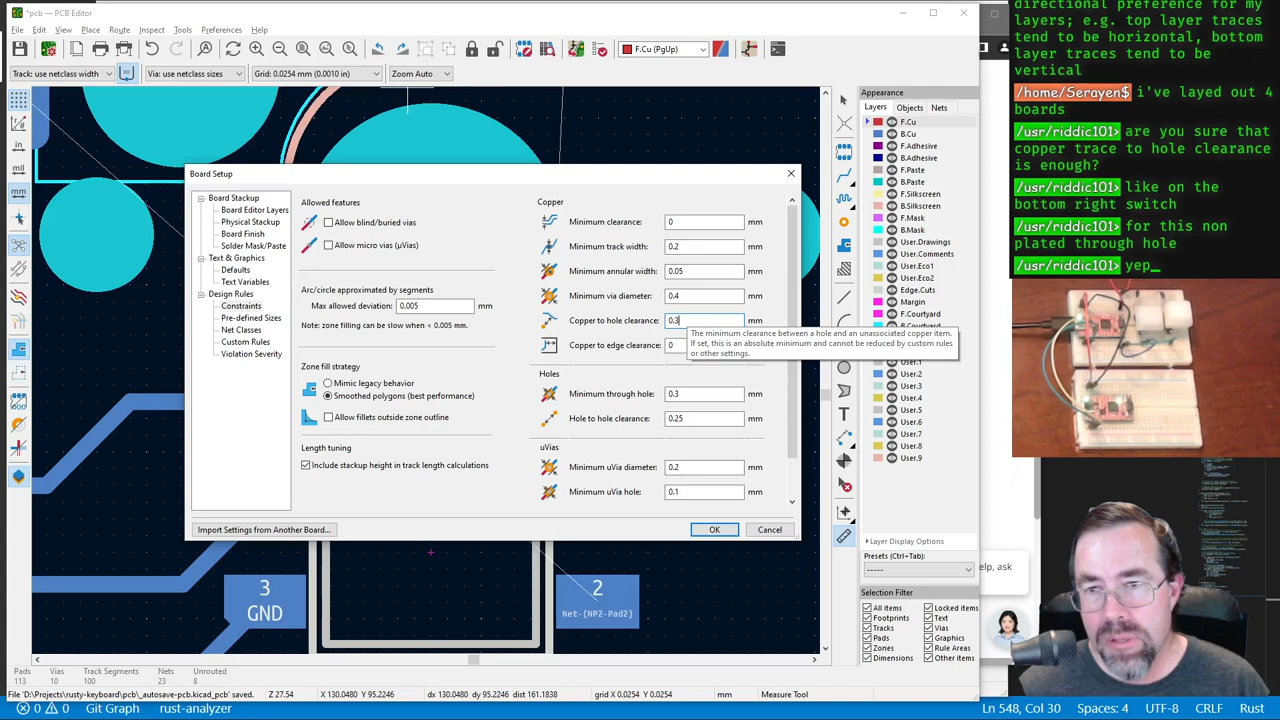 *pcb — PCB Editor
File Edit View Place Route Inspect Tools Preferences Help
Track: use netclass width Via: use netclass sizes Grid: 0.0254 mm (0.0010 in) Zoom Auto
F.Cu (PgUp)
in
mil
mm
Board Setup
Board Stackup
Board Editor Layers
Physical Stackup
Board Finish
Solder Mask/Paste
Text & Graphics
Defaults
Text Variables
Design Rules
Constraints
Pre-defined Sizes
Net Classes
Custom Rules
Violation Severity
Import Settings from Another Board...
Allowed features
Allow blind/buried vias
Allow micro vias (µVias)
Arc/circle approximated by segments
Max allowed deviation: 0.005 mm
Note: zone filling can be slow when < 0.005 mm.
Zone fill strategy
Mimic legacy behavior
Smoothed polygons (best performance)
Allow fillets outside zone outline
Length tuning
Include stackup height in track length calculations
Copper
Minimum clearance: 0 mm
Minimum track width: 0.2 mm
Minimum annular width: 0.05 mm
Minimum via diameter: 0.4 mm
Copper to hole clearance: 0.3 mm
The minimum clearance between a hole and an unassociated copper item.
If set, this is an absolute minimum and cannot be reduced by custom rules
or other settings.
Copper to edge clearance: 0
Holes
Minimum through hole: 0.3 mm
Hole to hole clearance: 0.25 mm
uVias
Minimum uVia diameter: 0.2 mm
Minimum uVia hole: 0.1 mm
OK Cancel
3
GND
2
Net-(NP2-Pad2)
Appearance
Layers Objects Nets
F.Cu
B.Cu
F.Adhesive
B.Adhesive
F.Paste
B.Paste
F.Silkscreen
B.Silkscreen
F.Mask
B.Mask
User.Drawings
User.Comments
User.Eco1
User.Eco2
Edge.Cuts
Margin
F.Courtyard
B.Courtyard
User.1
User.2
User.3
User.4
User.5
User.6
User.7
User.8
User.9
Layer Display Options
Presets (Ctrl+Tab):
-----
Selection Filter
All items Locked items
Footprints Text
Tracks Vias
Pads Graphics
Zones Rule Areas
Dimensions Other items
Pads Vias Track Segments Nets Unrouted
113 10 100 23 8
File 'D:\Projects\rusty-keyboard\pcb\_autosave-pcb.kicad_pcb' saved. Z 27.54 X 130.0480 Y 95.2246 dx 130.0480 dy 95.2246 dist 161.1838 grid X 0.0254 Y 0.0254 mm Measure Tool
0 0 Git Graph rust-analyzer Ln 548, Col 30 Spaces: 4 UTF-8 CRLF Rust
directional preference for my
layers; e.g. top layer traces
tend to be horizontal, bottom
layer traces tend to be
vertical
/home/Serayen$ i've layed out 4
boards
/usr/riddic101> are you sure that
copper trace to hole clearance
is enough?
/usr/riddic101> like on the
bottom right switch
/usr/riddic101> for this non
plated through hole
/usr/riddic101> yep_
elp, ask